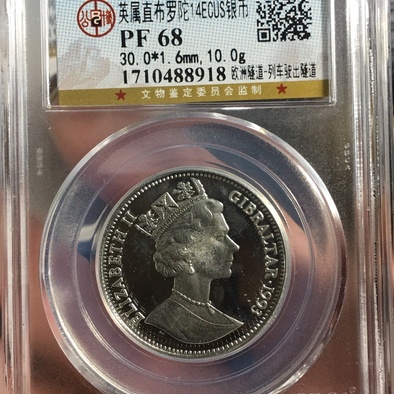 英属直布罗陀14ECUS银币
PF 68
30.0*1.6mm,10.0g
1710488918 欧洲隧道-列车驶出隧道
★ 文物鉴定委员会监制 ★
ELIZABETH II
GIBRALTAR·1993